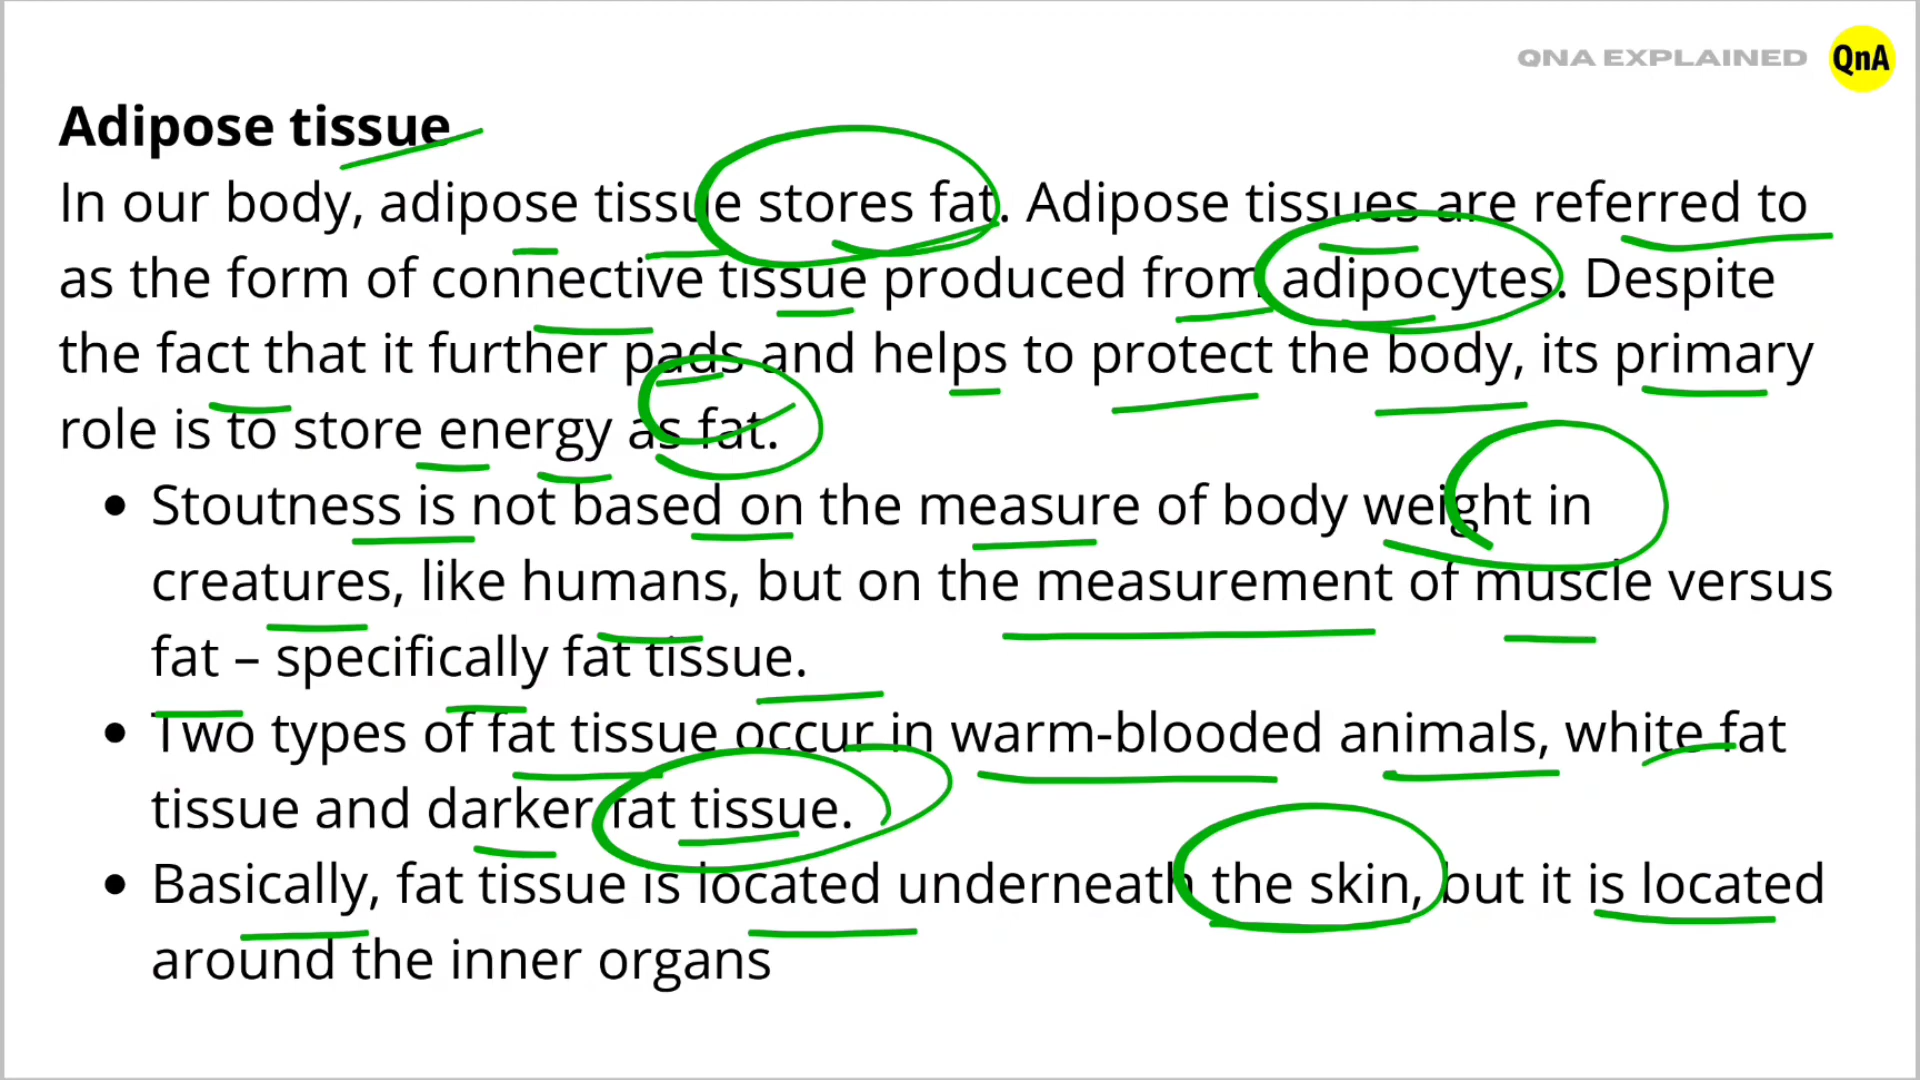 QNA EXPLAINED
QnA
Adipose tissue
In our body, adipose tissue stores fat. Adipose tissues are referred to
as the form of connective tissue produced from adipocytes. Despite
the fact that it further pads and helps to protect the body, its primary
role is to store energy as fat.
• Stoutness is not based on the measure of body weight in
creatures, like humans, but on the measurement of muscle versus
fat – specifically fat tissue.
• Two types of fat tissue occur in warm-blooded animals, white fat
tissue and darker fat tissue.
• Basically, fat tissue is located underneath the skin, but it is located
around the inner organs